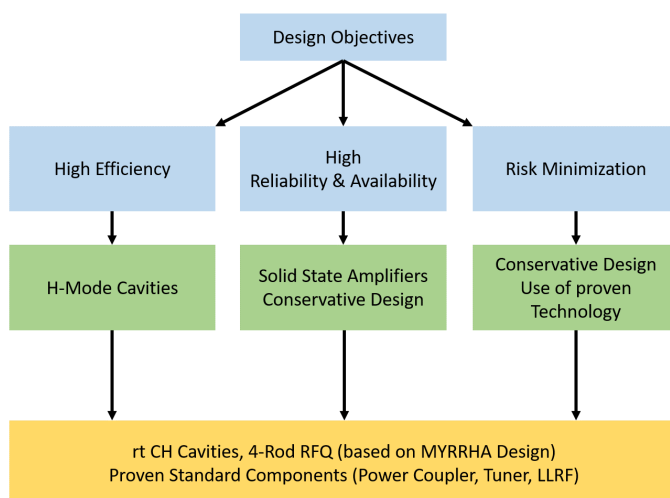 Design Objectives
High Efficiency
High
Reliability & Availability
Risk Minimization
H-Mode Cavities
Solid State Amplifiers
Conservative Design
Conservative Design
Use of proven
Technology
rt CH Cavities, 4-Rod RFQ (based on MYRRHA Design)
Proven Standard Components (Power Coupler, Tuner, LLRF)